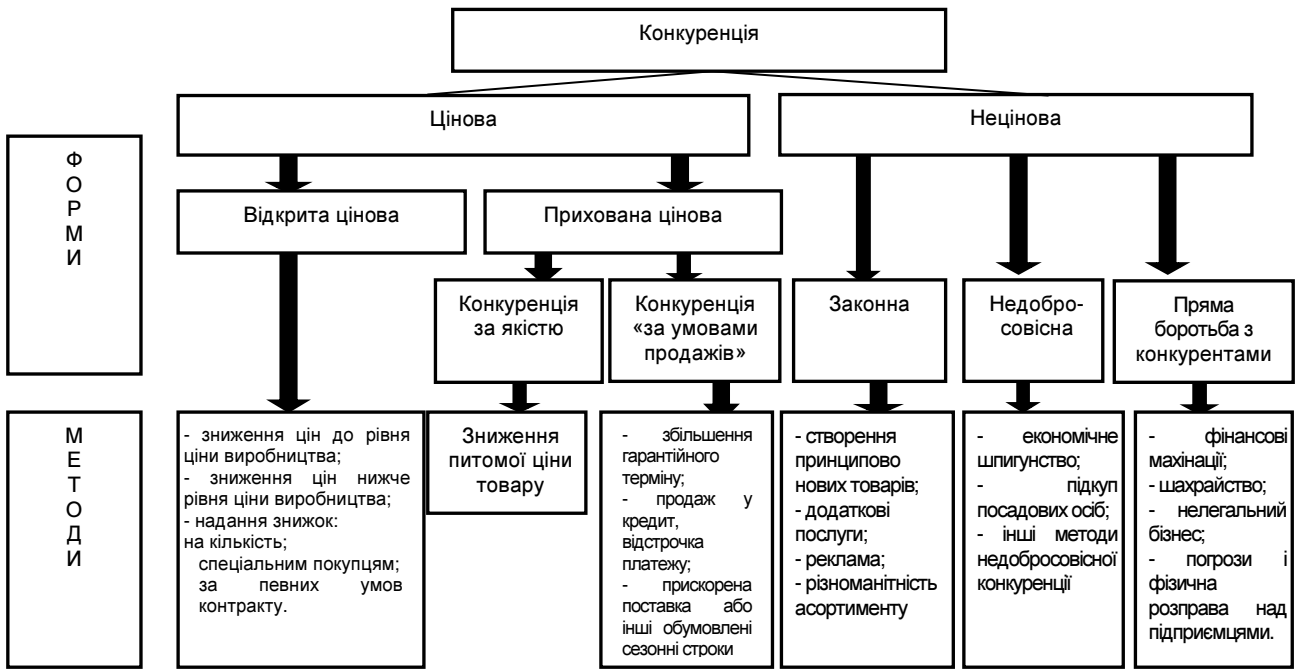 Конкуренція
Цінова
Нецінова
Ф
О
Р
М
И
Відкрита цінова
Прихована цінова
Конкуренція
за якістю
Конкуренція
«за умовами
продажів»
Законна
Недобро-
совісна
Пряма
боротьба з
конкурентами
М
Е
Т
О
Д
И
- зниження цін до рівня
ціни виробництва;
- зниження цін нижче
рівня ціни виробництва;
- надання знижок:
на кількість;
спеціальним покупцям;
за певних умов
контракту.
Зниження
питомої ціни
товару
- збільшення
гарантійного
терміну;
- продаж у
кредит,
відстрочка
платежу;
- прискорена
поставка або
інші обумовлені
сезонні строки
- створення
принципово
нових товарів;
- додаткові
послуги;
- реклама;
- різноманітність
асортименту
- економічне
шпигунство;
- підкуп
посадових осіб;
- інші методи
недобросовісної
конкуренції
- фінансові
махінації;
- шахрайство;
- нелегальний
бізнес;
- погрози і
фізична
розправа над
підприємцями.